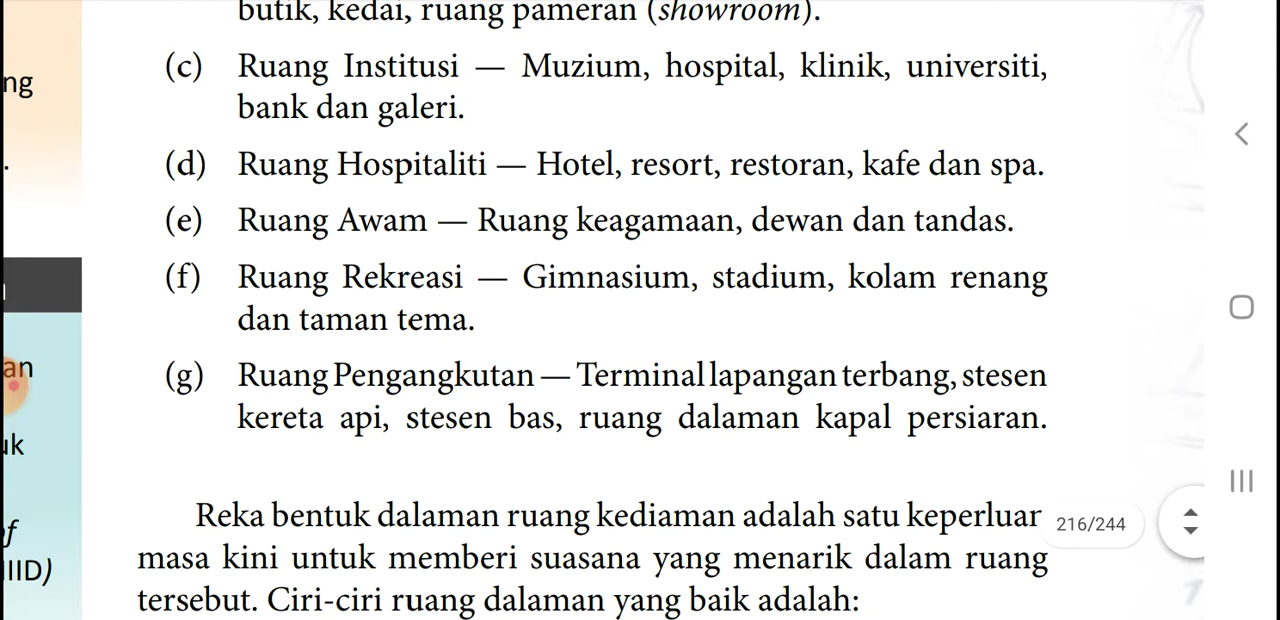 butik, kedai, ruang pameran (showroom).
(c) Ruang Institusi — Muzium, hospital, klinik, universiti,
bank dan galeri.
(d) Ruang Hospitaliti — Hotel, resort, restoran, kafe dan spa.
(e) Ruang Awam — Ruang keagamaan, dewan dan tandas.
(f) Ruang Rekreasi — Gimnasium, stadium, kolam renang
dan taman tema.
(g) Ruang Pengangkutan — Terminal lapangan terbang, stesen
kereta api, stesen bas, ruang dalaman kapal persiaran.
Reka bentuk dalaman ruang kediaman adalah satu keperluar
masa kini untuk memberi suasana yang menarik dalam ruang
tersebut. Ciri-ciri ruang dalaman yang baik adalah:
ng
.
an
uk
f
IIID)
216/244